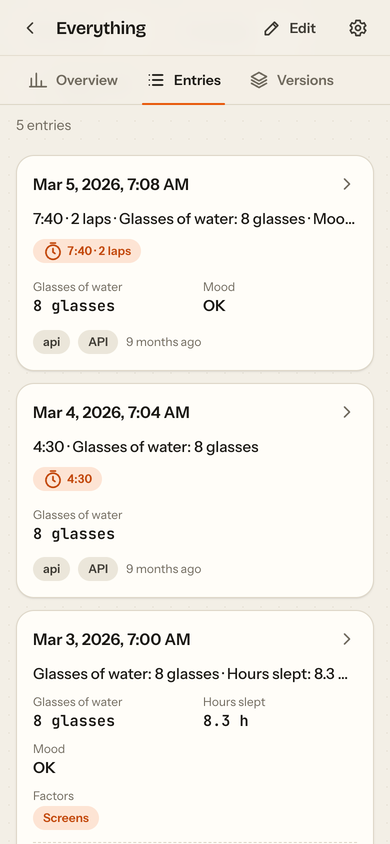 Everything
Edit
Overview
Entries
Versions
5 entries
Mar 5, 2026, 7:08 AM
7:40 · 2 laps · Glasses of water: 8 glasses · Moo...
7:40 · 2 laps
Glasses of water
Mood
8 glasses
OK
api
API
9 months ago
Mar 4, 2026, 7:04 AM
4:30 · Glasses of water: 8 glasses
4:30
Glasses of water
8 glasses
api
API
9 months ago
Mar 3, 2026, 7:00 AM
Glasses of water: 8 glasses · Hours slept: 8.3 ...
Glasses of water
Hours slept
8 glasses
8.3 h
Mood
OK
Factors
Screens